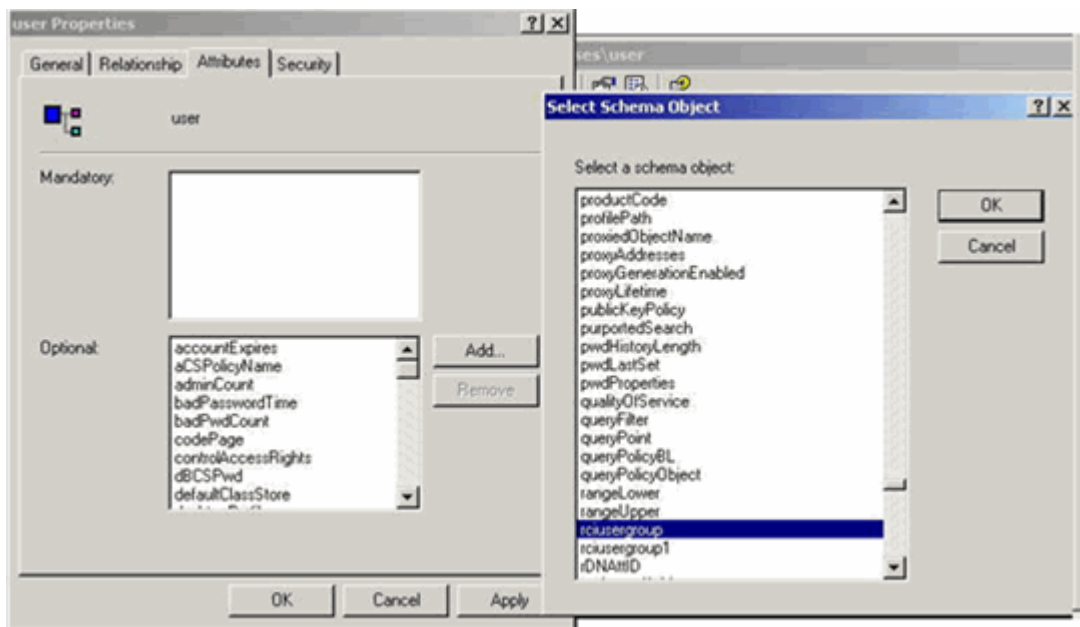 user Properties
General
Relationship
Attributes
Security
user
Mandatory:
Optional:
accountExpires
aCSPolicyName
adminCount
badPasswordTime
badPwdCount
codePage
controlAccessRights
dBCSPwd
defaultClassStore
Add...
Remove
OK
Cancel
Apply
ses\user
Select Schema Object
Select a schema object:
productCode
profilePath
proxiedObjectName
proxyAddresses
proxyGenerationEnabled
proxyLifetime
publicKeyPolicy
purportedSearch
pwdHistoryLength
pwdLastSet
pwdProperties
qualityOfService
queryFilter
queryPoint
queryPolicyBL
queryPolicyObject
rangeLower
rangeUpper
rciusergroup
rciusergroup1
rDNAttID
OK
Cancel